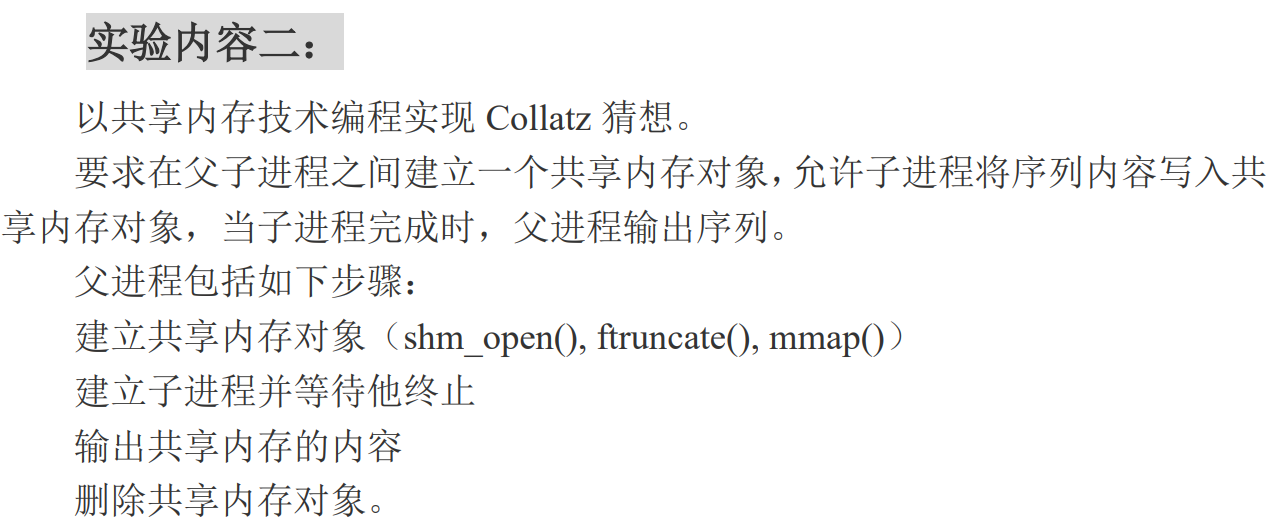 实验内容二：
以共享内存技术编程实现 Collatz 猜想。
要求在父子进程之间建立一个共享内存对象，允许子进程将序列内容写入共
享内存对象，当子进程完成时，父进程输出序列。
父进程包括如下步骤：
建立共享内存对象（shm_open(), ftruncate(), mmap()）
建立子进程并等待他终止
输出共享内存的内容
删除共享内存对象。